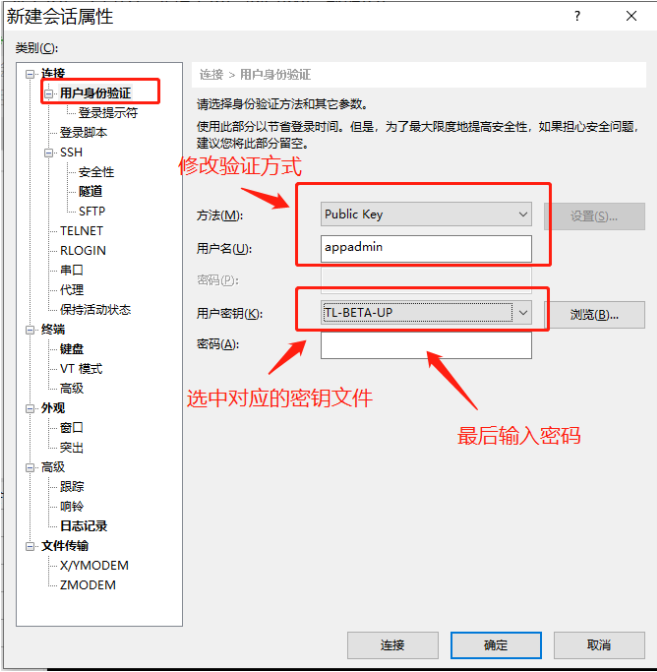 新建会话属性
类别(C):
连接
用户身份验证
登录提示符
登录脚本
SSH
安全性
隧道
SFTP
TELNET
RLOGIN
串口
代理
保持活动状态
终端
键盘
VT 模式
高级
外观
窗口
突出
高级
跟踪
响铃
日志记录
文件传输
X/YMODEM
ZMODEM
连接 > 用户身份验证
请选择身份验证方法和其它参数。
使用此部分以节省登录时间。但是，为了最大限度地提高安全性，如果担心安全问题，
建议您将此部分留空。
修改验证方式
方法(M):
Public Key
设置(S)...
用户名(U):
appadmin
密码(P):
用户密钥(K):
TL-BETA-UP
浏览(B)...
密码(A):
选中对应的密钥文件
最后输入密码
连接
确定
取消